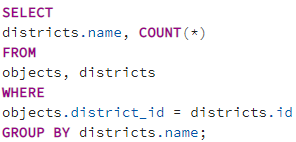 SELECT
districts.name, COUNT(*)
FROM
objects, districts
WHERE
objects.district_id = districts.id
GROUP BY districts.name;